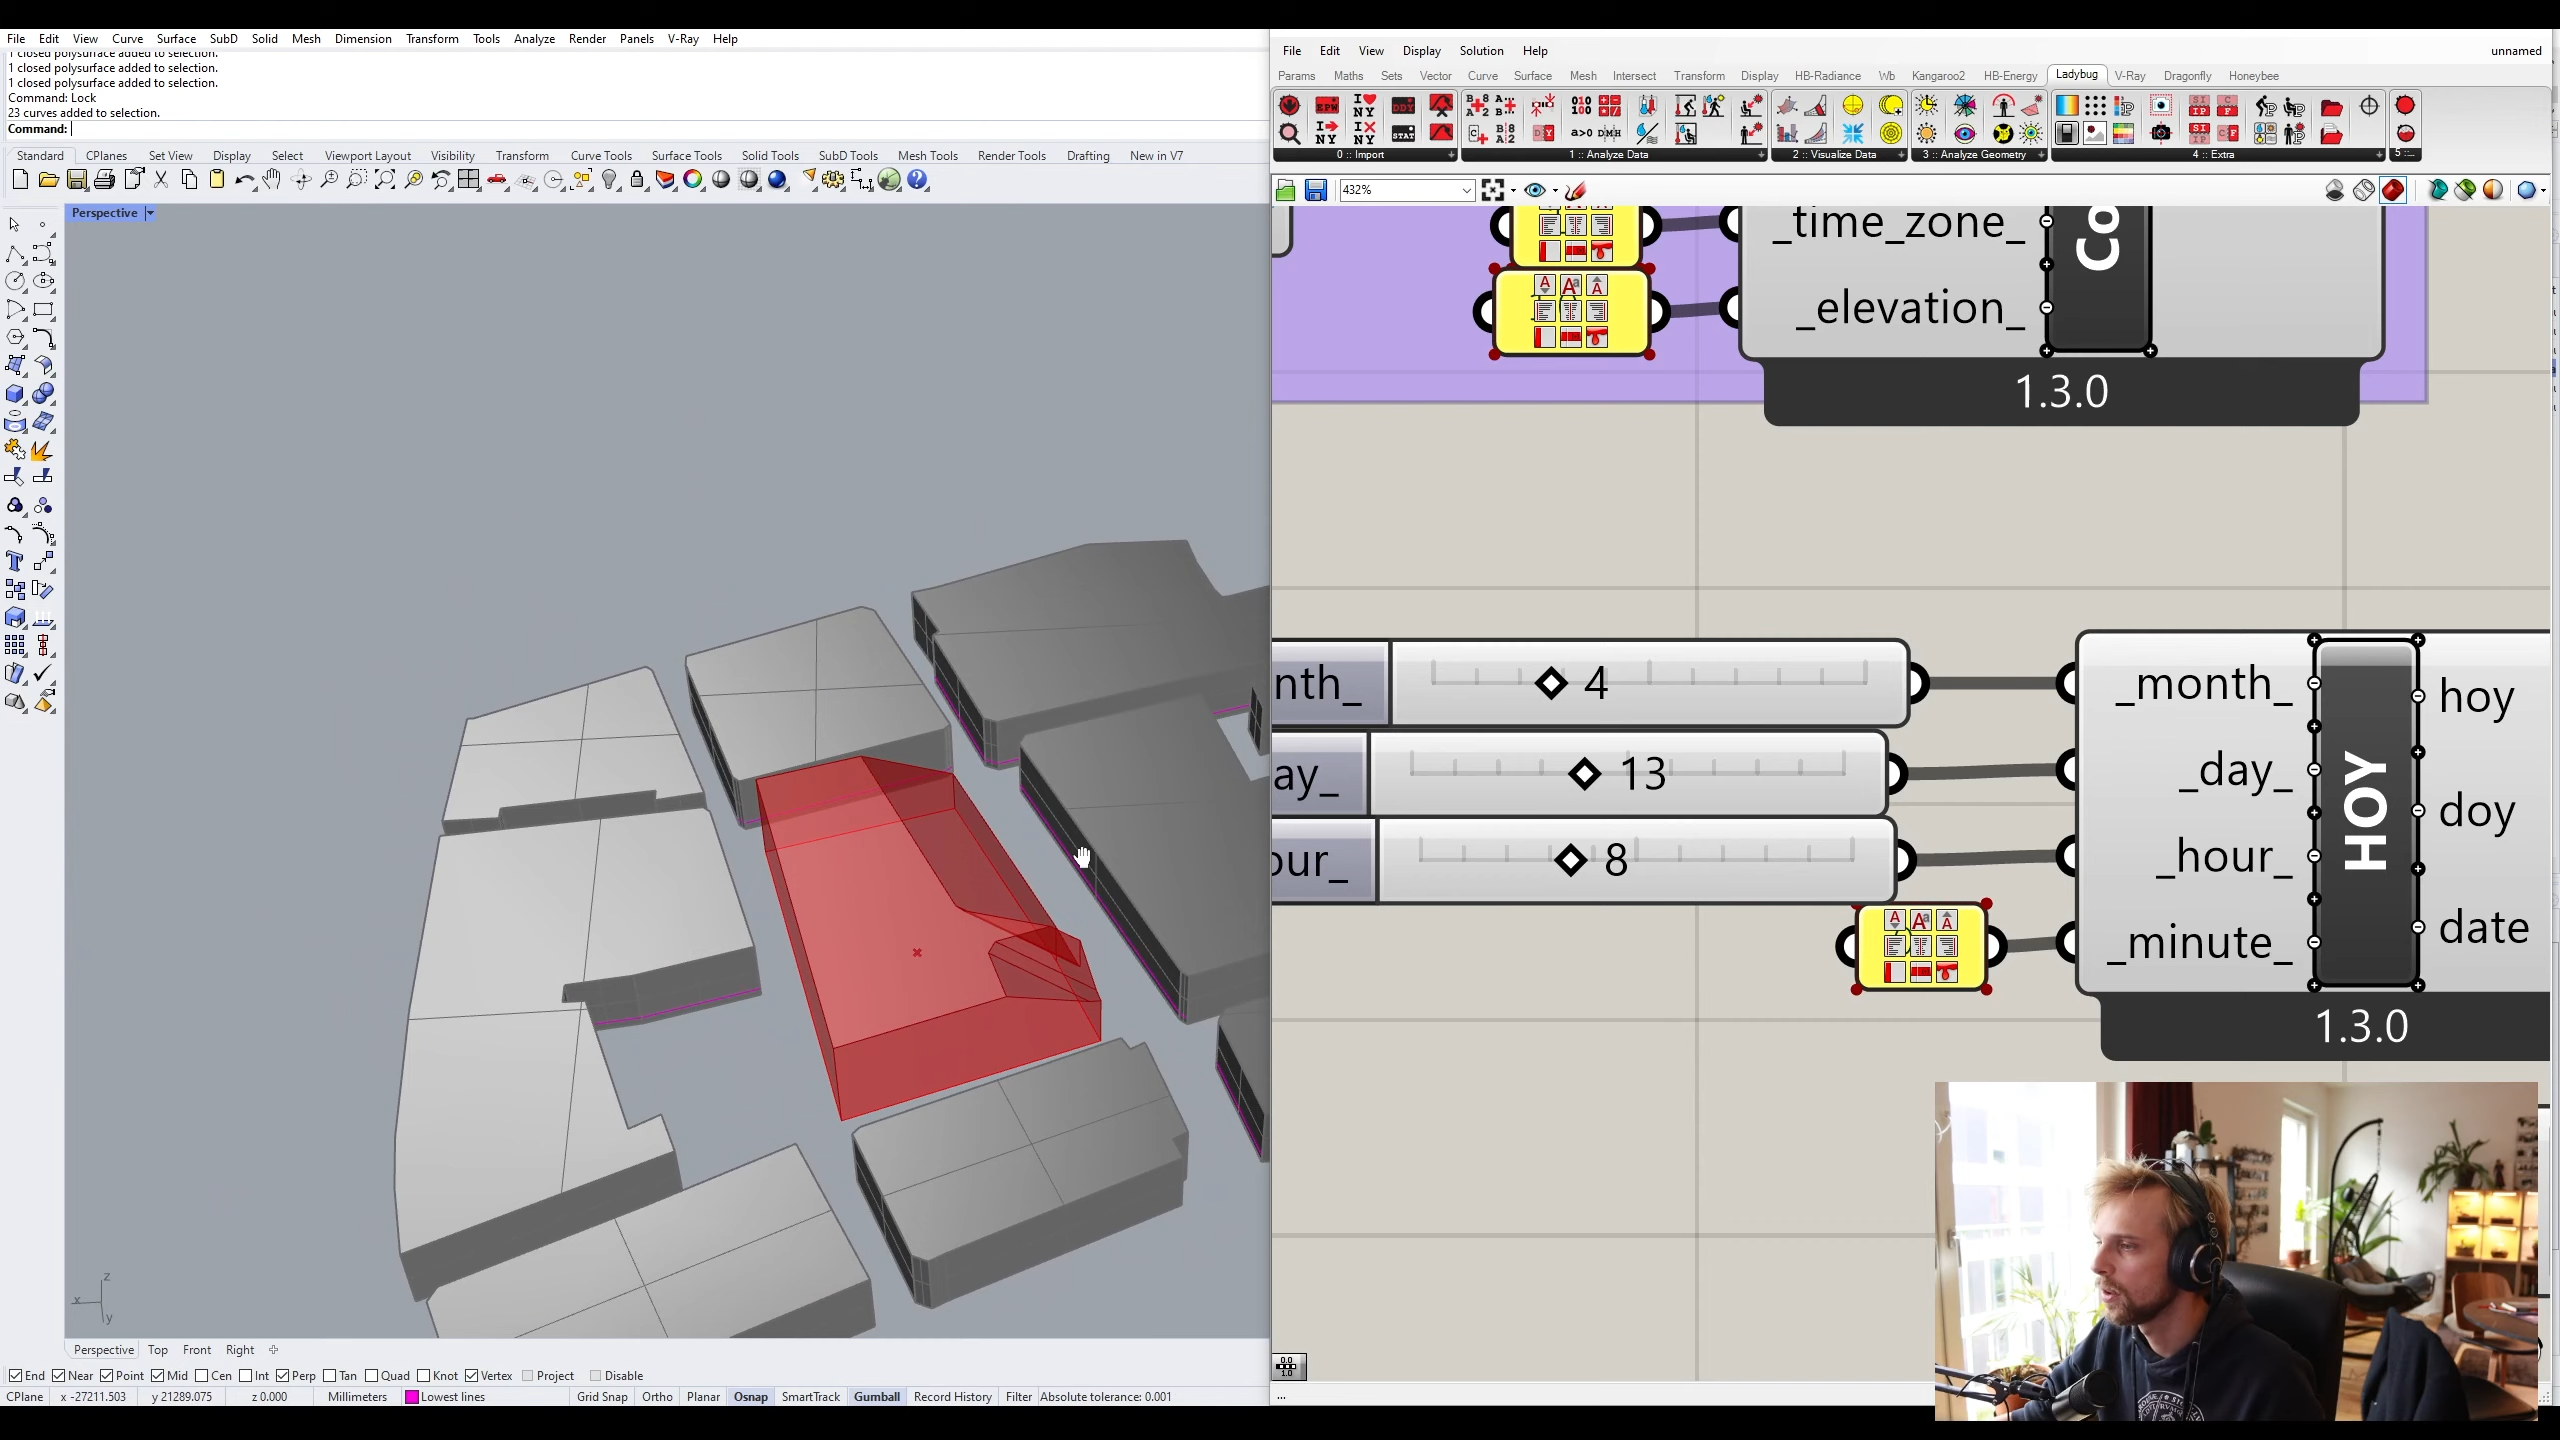 File Edit View Curve Surface SubD Solid Mesh Dimension Transform Tools Analyze Render Panels V-Ray Help
1 closed polysurface added to selection.
1 closed polysurface added to selection.
1 closed polysurface added to selection.
Command: Lock
23 curves added to selection.
Command:
Standard CPlanes Set View Display Select Viewport Layout Visibility Transform Curve Tools Surface Tools Solid Tools SubD Tools Mesh Tools Render Tools Drafting New in V7
Perspective
z
x
y
Perspective Top Front Right
End Near Point Mid Cen Int Perp Tan Quad Knot Vertex Project Disable
CPlane x -27211.503 y 21289.075 z 0.000 Millimeters Lowest lines Grid Snap Ortho Planar Osnap SmartTrack Gumball Record History Filter Absolute tolerance: 0.001
File Edit View Display Solution Help unnamed
Params Maths Sets Vector Curve Surface Mesh Intersect Transform Display HB-Radiance Wb Kangaroo2 HB-Energy Ladybug V-Ray Dragonfly Honeybee
0 :: Import 1 :: Analyze Data 2 :: Visualize Data 3 :: Analyze Geometry 4 :: Extra 5 ::...
432%
_time_zone_
_elevation_
Co
1.3.0
nth_ 4
ay_ 13
our_ 8
_month_
_day_
_hour_
_minute_
HOY
hoy
doy
date
1.3.0
...